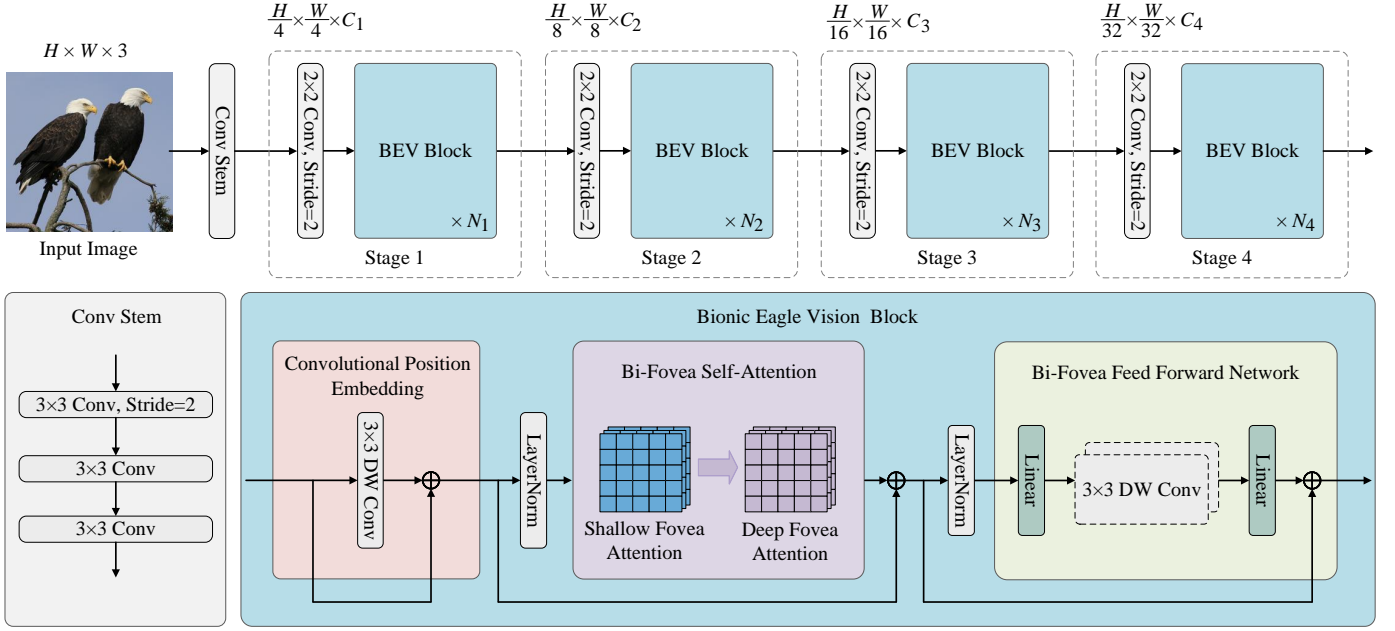 H × W × 3
Input Image
Conv Stem
H/4 × W/4 × C₁
2×2 Conv, Stride=2
BEV Block
× N₁
Stage 1
H/8 × W/8 × C₂
2×2 Conv, Stride=2
BEV Block
× N₂
Stage 2
H/16 × W/16 × C₃
2×2 Conv, Stride=2
BEV Block
× N₃
Stage 3
H/32 × W/32 × C₄
2×2 Conv, Stride=2
BEV Block
× N₄
Stage 4
Conv Stem
3×3 Conv, Stride=2
3×3 Conv
3×3 Conv
Bionic Eagle Vision Block
Convolutional Position
Embedding
3×3 DW Conv
LayerNorm
Bi-Fovea Self-Attention
Shallow Fovea
Attention
Deep Fovea
Attention
LayerNorm
Bi-Fovea Feed Forward Network
Linear
3×3 DW Conv
Linear